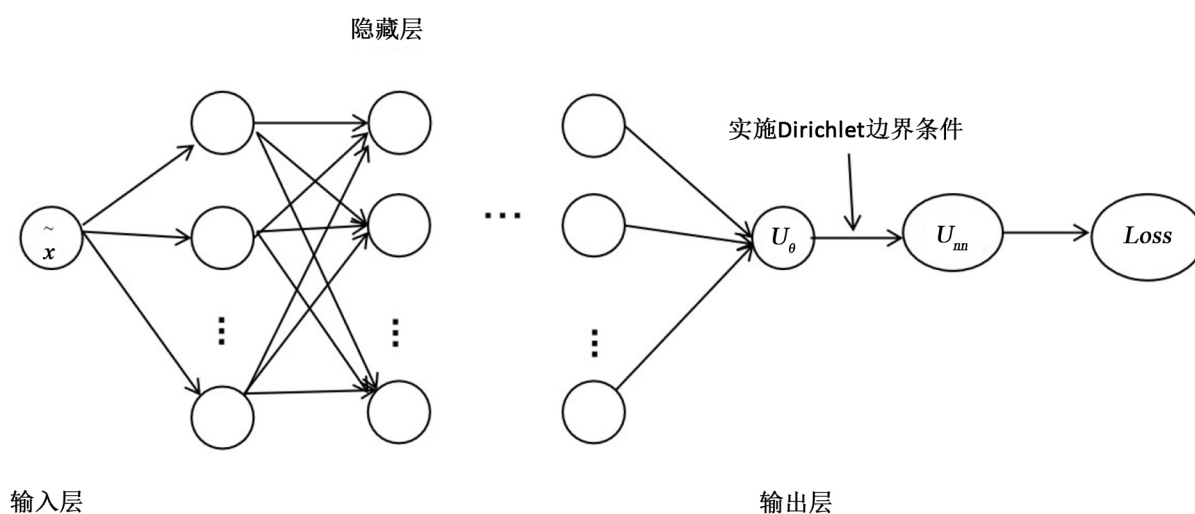 隐藏层
实施Dirichlet边界条件
x̃
U_θ
U_nn
Loss
输入层
输出层